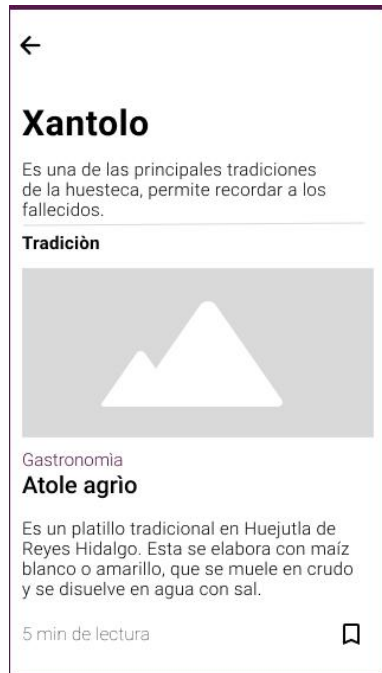 Xantolo
Es una de las principales tradiciones
de la huesteca, permite recordar a los
fallecidos.
Tradiciòn
Gastronomìa
Atole agrìo
Es un platillo tradicional en Huejutla de
Reyes Hidalgo. Esta se elabora con maíz
blanco o amarillo, que se muele en crudo
y se disuelve en agua con sal.
5 min de lectura